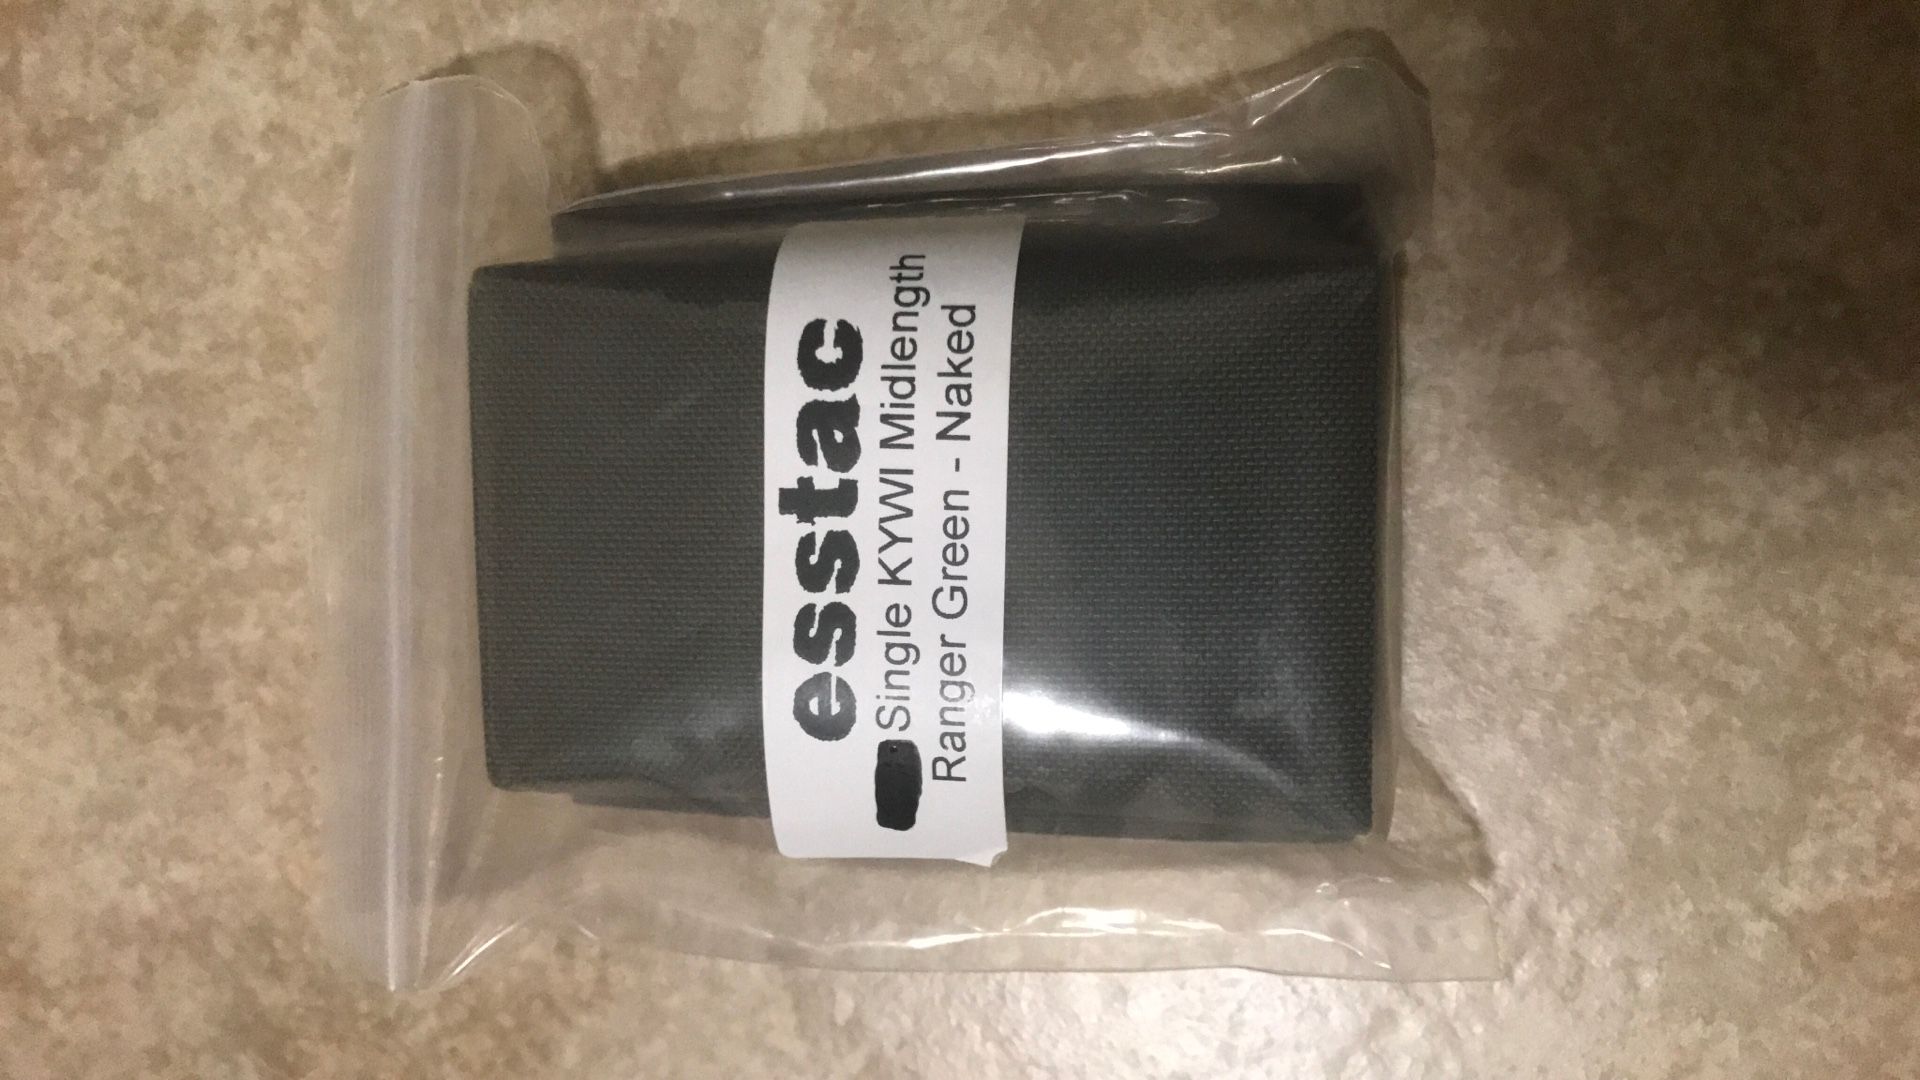 esstac
Single KYWI Midlength
Ranger Green - Naked